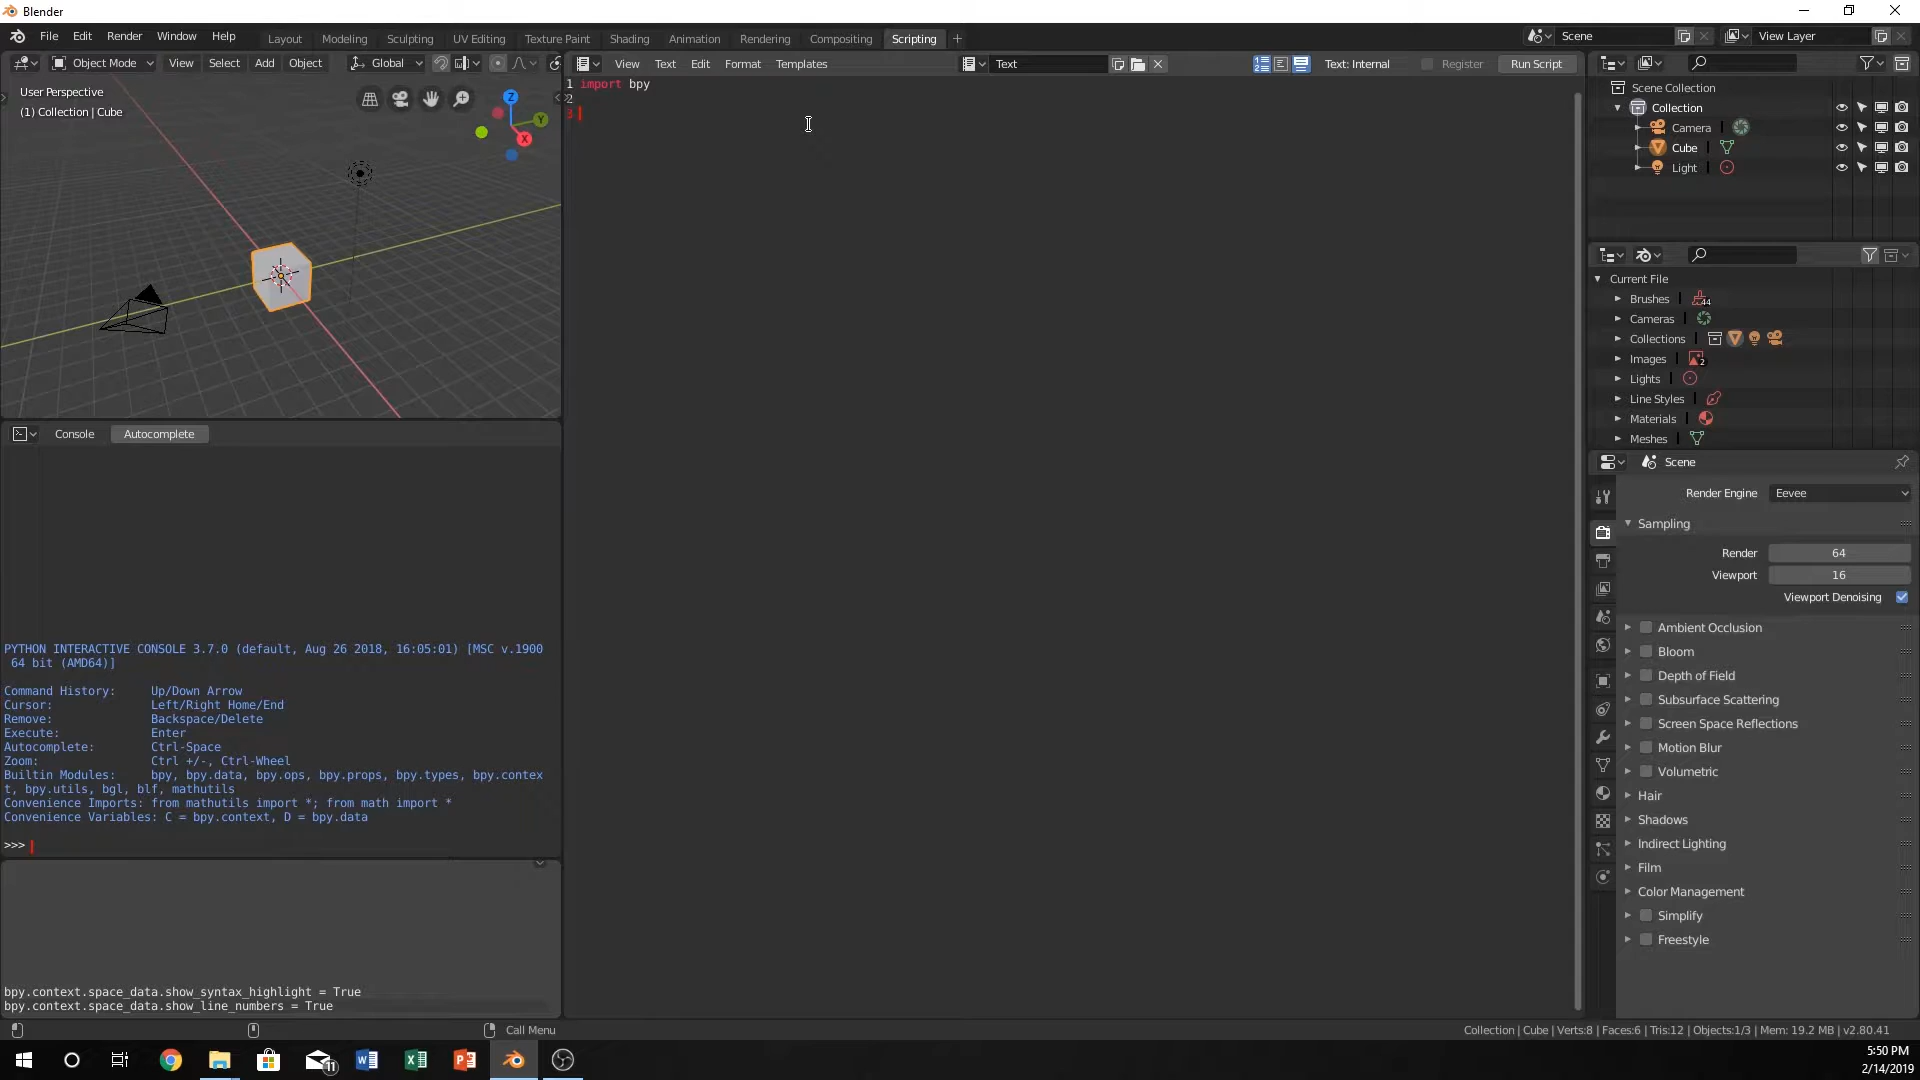 Blender
File Edit Render Window Help Layout Modeling Sculpting UV Editing Texture Paint Shading Animation Rendering Compositing Scripting + Scene View Layer
Object Mode View Select Add Object Global
View Text Edit Format Templates Text Text: Internal Register Run Script
User Perspective
(1) Collection | Cube
Z
Y
X
1 import bpy
2
3
Scene Collection
Collection
Camera
Cube
Light
Current File
Brushes 44
Cameras
Collections
Images 2
Lights
Line Styles
Materials
Meshes
Console Autocomplete
PYTHON INTERACTIVE CONSOLE 3.7.0 (default, Aug 26 2018, 16:05:01) [MSC v.1900
64 bit (AMD64)]
Command History: Up/Down Arrow
Cursor: Left/Right Home/End
Remove: Backspace/Delete
Execute: Enter
Autocomplete: Ctrl-Space
Zoom: Ctrl +/-, Ctrl-Wheel
Builtin Modules: bpy, bpy.data, bpy.ops, bpy.props, bpy.types, bpy.contex
t, bpy.utils, bgl, blf, mathutils
Convenience Imports: from mathutils import *; from math import *
Convenience Variables: C = bpy.context, D = bpy.data
>>>
bpy.context.space_data.show_syntax_highlight = True
bpy.context.space_data.show_line_numbers = True
Scene
Render Engine Eevee
Sampling
Render 64
Viewport 16
Viewport Denoising
Ambient Occlusion
Bloom
Depth of Field
Subsurface Scattering
Screen Space Reflections
Motion Blur
Volumetric
Hair
Shadows
Indirect Lighting
Film
Color Management
Simplify
Freestyle
Call Menu
Collection | Cube | Verts:8 | Faces:6 | Tris:12 | Objects:1/3 | Mem: 19.2 MB | v2.80.41
11
5:50 PM
2/14/2019